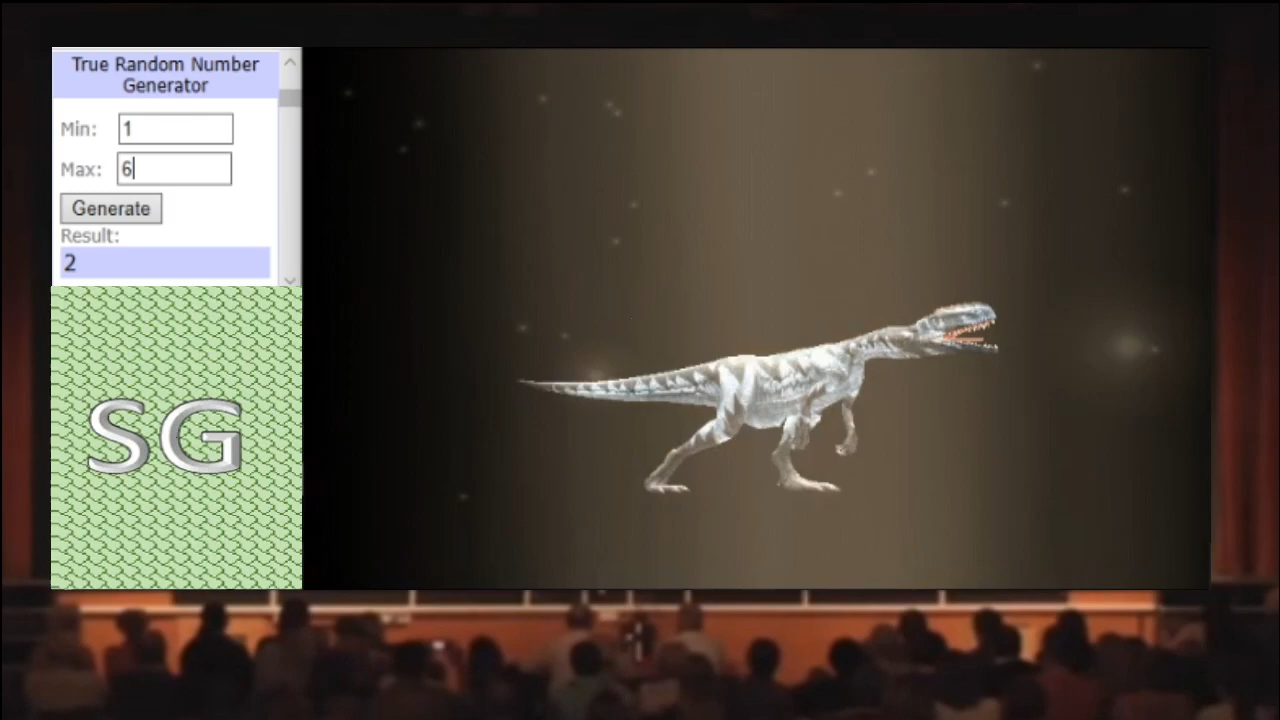 True Random Number
Generator
Min: 1
Max: 6
Generate
Result:
2
SG